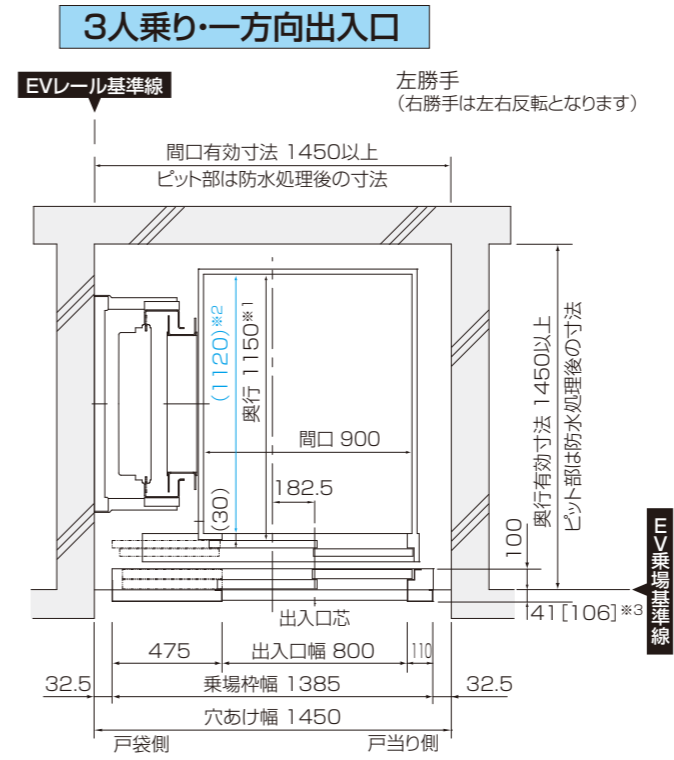 3人乗り・一方向出入口
EVレール基準線
左勝手
（右勝手は左右反転となります）
間口有効寸法 1450以上
ピット部は防水処理後の寸法
(1120)※2
奥行 1150※1
間口 900
182.5
(30)
奥行有効寸法 1450以上
ピット部は防水処理後の寸法
100
EV乗場基準線
41[106]※3
出入口芯
475
出入口幅 800
110
32.5
乗場枠幅 1385
32.5
穴あけ幅 1450
戸袋側
戸当り側